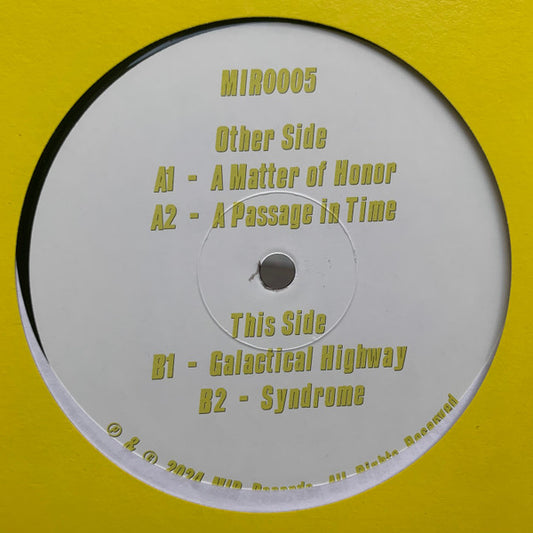 MIR0005
Other Side
A1 - A Matter of Honor
A2 - A Passage in Time
This Side
B1 - Galactical Highway
B2 - Syndrome
℗ & © MIR Records. All Rights Reserved